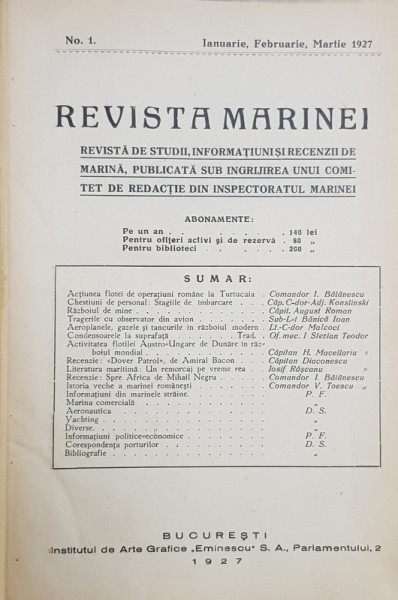 No. 1.
Ianuarie, Februarie, Martie 1927
REVISTA MARINEI
REVISTĂ DE STUDII, INFORMAȚIUNI ȘI RECENZII DE
MARINĂ, PUBLICATĂ SUB INGRIJIREA UNUI COMI-
TET DE REDACȚIE DIN INSPECTORATUL MARINEI
ABONAMENTE:
Pe un an . . . . . . . . 140 lei
Pentru ofițeri activi și de rezervă . 80 „
Pentru biblioteci . . . . . . 200 „
SUMAR:
Acțiunea flotei de operațiuni române la Turtucaia . Comandor I. Bălănescu
Chestiuni de personal: Stagiile de îmbarcare . . . Căp. C-dor-Adj. Konslinski
Războiul de mine . . . . . . . . . . Căpit. August Roman
Tragerile cu observator din avion . . . . . . Sub-L-t Bănică Ioan
Aeroplanele, gazele și tancurile în războiul modern . Lt.-C-dor Malcoci
Condensoarele la suprafață . . . . . Trad. Of. mec. I Stetian Teodor
Activitatea flotilei Austro-Ungare de Dunăre în răz-
boiul mondial . . . . . . . . . . Căpitan H. Macellaria „
Recenzie: «Dover Patrol», de Amiral Bacon . . Căpitan Diaconescu
Literatura maritimă: Un remorcaj pe vreme rea . . Iosif Rășcanu „
Recenzie: Spre Africa de Mihail Negru . . . . Comandor I. Bălănescu
Istoria veche a marinei românești . . . . . . Comandor V. Toescu „
Informațiuni din marinele străine . . . . . . P. F.
Marina comercială . . . . . . . . . . „
Aeronautica . . . . . . . . . . . . D. S.
Yachting . . . . . . . . . . . . . „
Diverse . . . . . . . . . . . . . „
Informațiuni politice-economice . . . . . . . P. F.
Corespondența porturilor . . . . . . . . D. S.
Bibliografie . . . . . . . . . . . . „
BUCUREȘTI
Institutul de Arte Grafice „Eminescu" S. A., Parlamentului, 2
1927